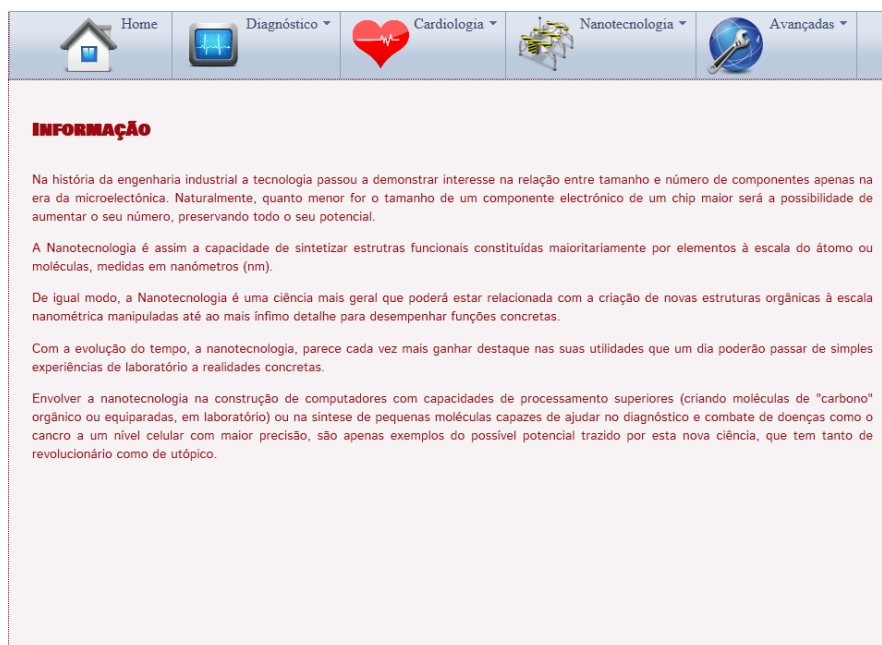 Home
Diagnóstico
Cardiologia
Nanotecnologia
Avançadas
Informação
Na história da engenharia industrial a tecnologia passou a demonstrar interesse na relação entre tamanho e número de componentes apenas na
era da microelectónica. Naturalmente, quanto menor for o tamanho de um componente electrónico de um chip maior será a possibilidade de
aumentar o seu número, preservando todo o seu potencial.
A Nanotecnologia é assim a capacidade de sintetizar estrutras funcionais constituídas maioritariamente por elementos à escala do átomo ou
moléculas, medidas em nanómetros (nm).
De igual modo, a Nanotecnologia é uma ciência mais geral que poderá estar relacionada com a criação de novas estruturas orgânicas à escala
nanométrica manipuladas até ao mais ínfimo detalhe para desempenhar funções concretas.
Com a evolução do tempo, a nanotecnologia, parece cada vez mais ganhar destaque nas suas utilidades que um dia poderão passar de simples
experiências de laboratório a realidades concretas.
Envolver a nanotecnologia na construção de computadores com capacidades de processamento superiores (criando moléculas de "carbono"
orgânico ou equiparadas, em laboratório) ou na sintese de pequenas moléculas capazes de ajudar no diagnóstico e combate de doenças como o
cancro a um nível celular com maior precisão, são apenas exemplos do possível potencial trazido por esta nova ciência, que tem tanto de
revolucionário como de utópico.